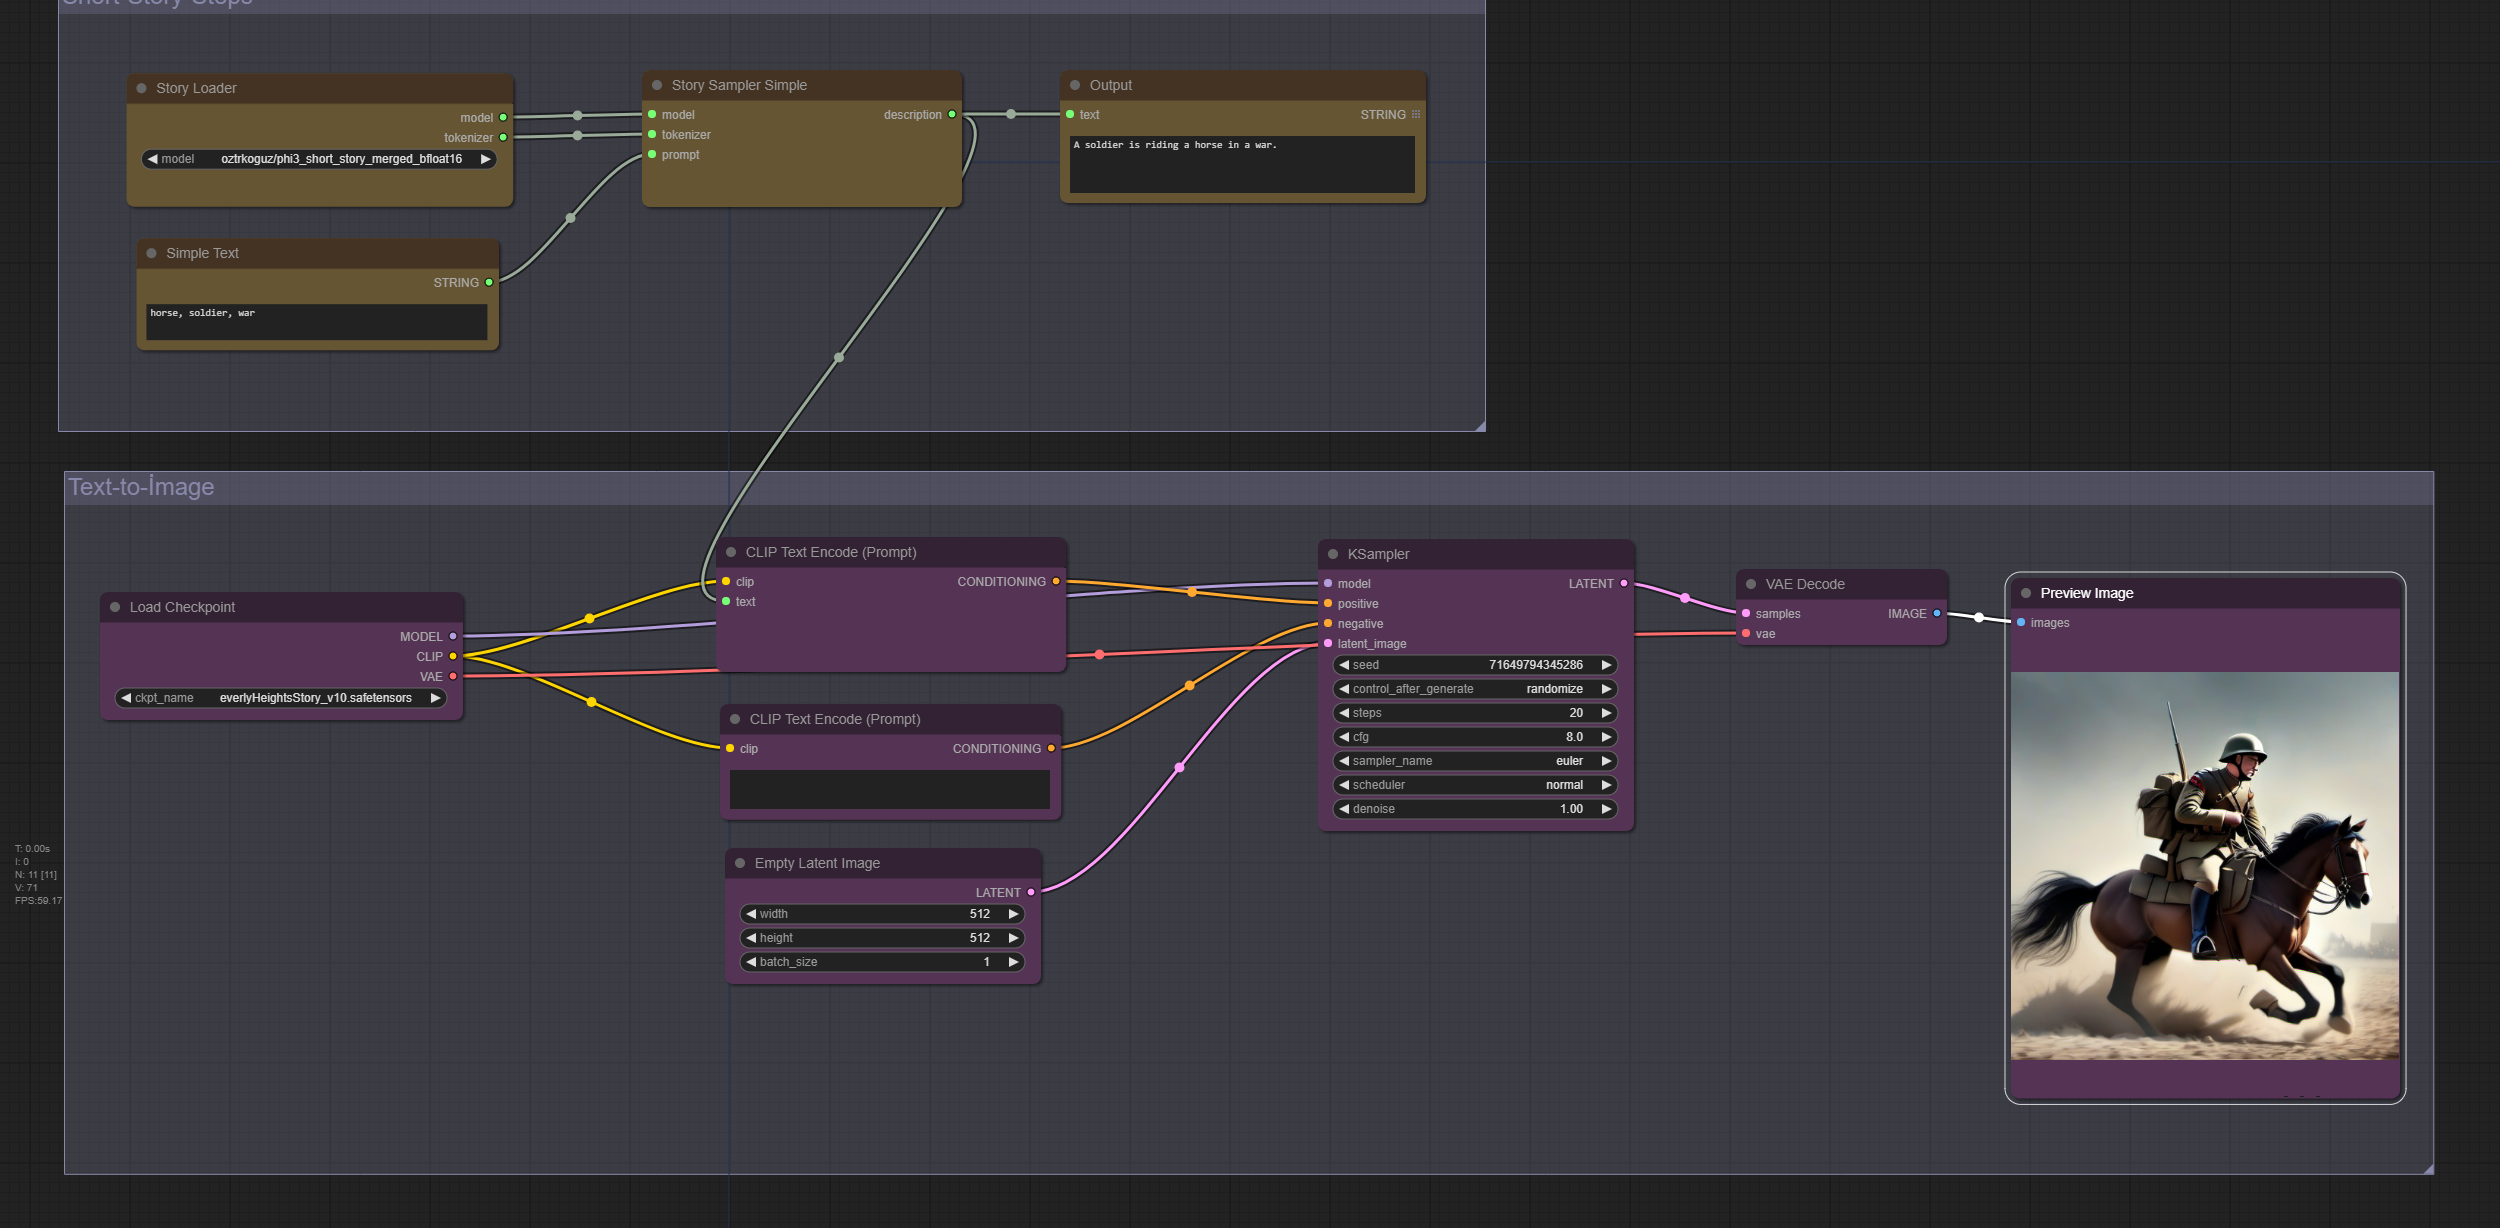 Short-Story-Steps
Story Loader
model
tokenizer
model oztrkoguz/phi3_short_story_merged_bfloat16
Simple Text
STRING
horse, soldier, war
Story Sampler Simple
model description
tokenizer
prompt
Output
text STRING
A soldier is riding a horse in a war.
Text-to-İmage
Load Checkpoint
MODEL
CLIP
VAE
ckpt_name everlyHeightsStory_v10.safetensors
CLIP Text Encode (Prompt)
clip CONDITIONING
text
CLIP Text Encode (Prompt)
clip CONDITIONING
Empty Latent Image
LATENT
width 512
height 512
batch_size 1
KSampler
model LATENT
positive
negative
latent_image
seed 71649794345286
control_after_generate randomize
steps 20
cfg 8.0
sampler_name euler
scheduler normal
denoise 1.00
VAE Decode
samples IMAGE
vae
Preview Image
images
T: 0.00s
I: 0
N: 11 [11]
V: 71
FPS:59.17